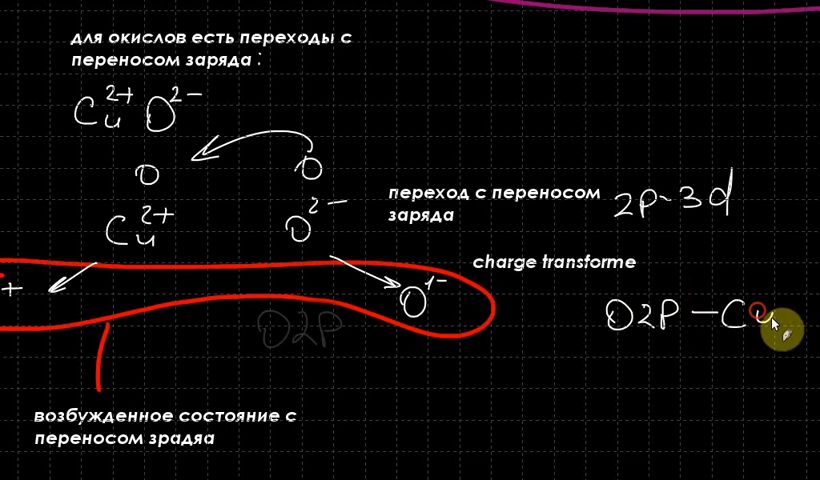 для окислов есть переходы с
переносом заряда :
Cu2+ O2-
O O
переход с переносом
заряда
2p-3d
Cu2+ O2-
charge transforme
+ O1-
O2p
O2p – Cu
возбужденное состояние с
переносом зрадяа